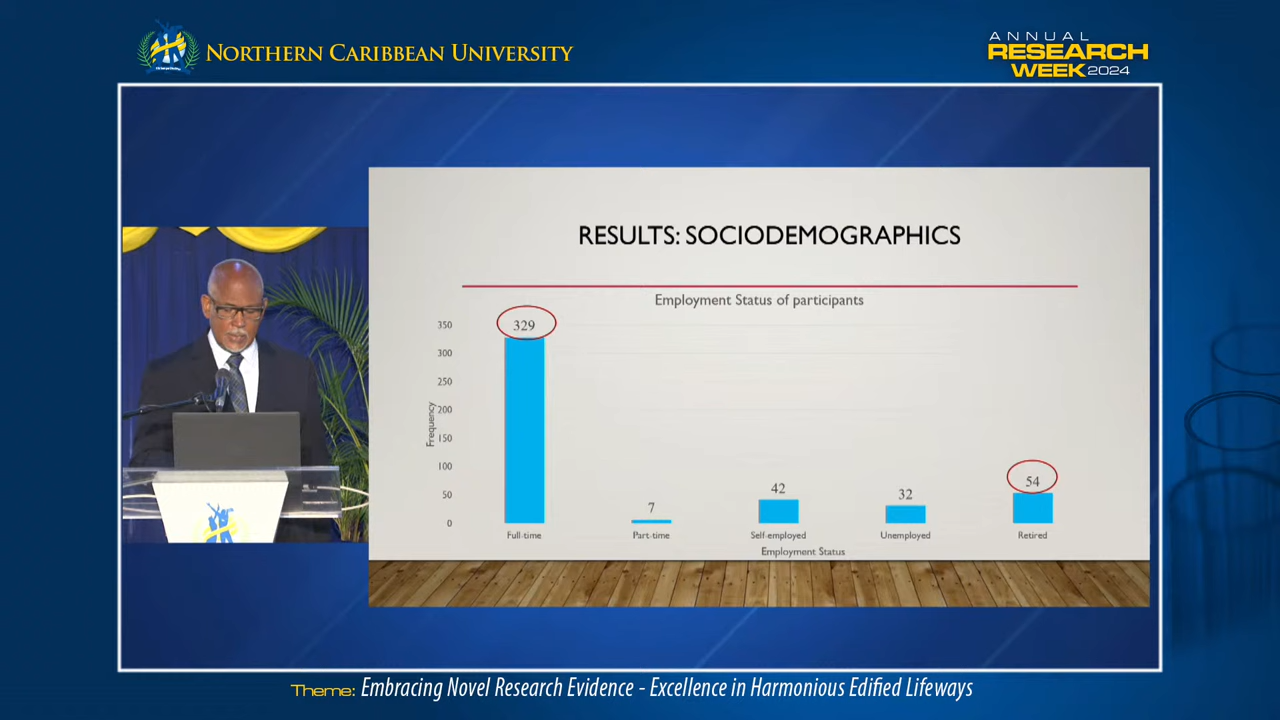 NORTHERN CARIBBEAN UNIVERSITY
ANNUAL
RESEARCH
WEEK 2024
RESULTS: SOCIODEMOGRAPHICS
Employment Status of participants
350
300
250
200
150
100
50
0
Frequency
329
7
42
32
54
Full-time
Part-time
Self-employed
Unemployed
Retired
Employment Status
Theme: Embracing Novel Research Evidence - Excellence in Harmonious Edified Lifeways